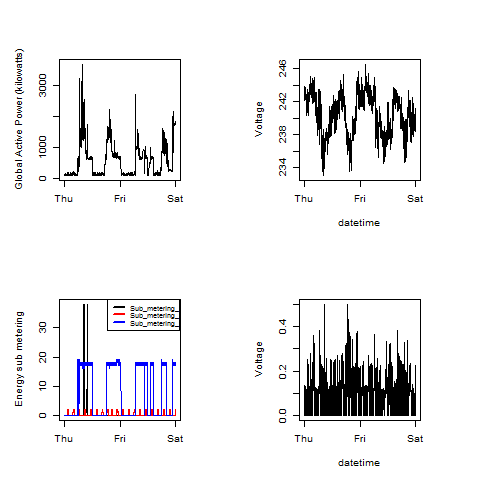 Global Active Power (kilowatts)
0 1000 3000
Thu Fri Sat
Voltage
234 238 242 246
Thu Fri Sat
datetime
Energy sub metering
0 10 20 30
Thu Fri Sat
Sub_metering_
Sub_metering_
Sub_metering_
Voltage
0.0 0.2 0.4
Thu Fri Sat
datetime